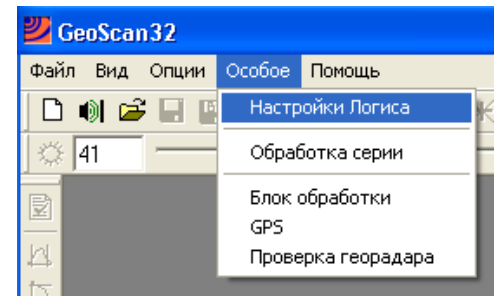 GeoScan32
Файл Вид Опции Особое Помощь
Настройки Логиса
41
Обработка серии
Блок обработки
GPS
Проверка георадара